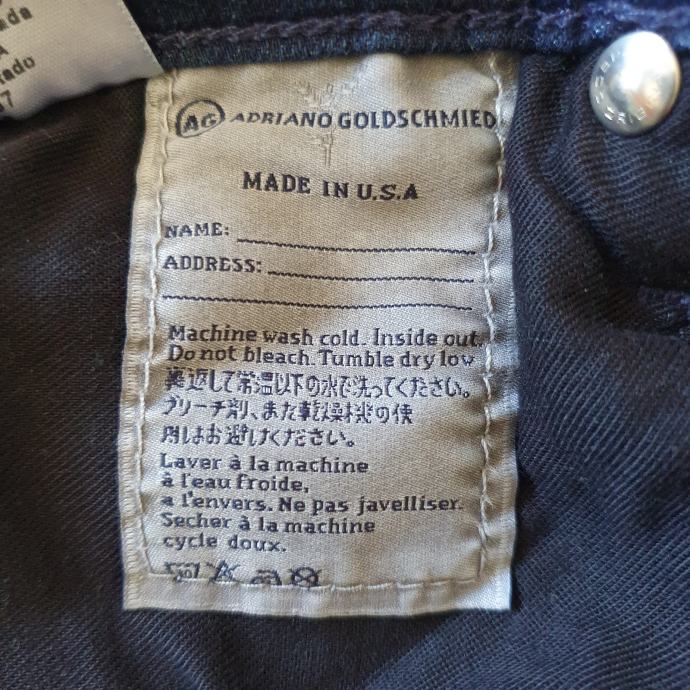 AG ADRIANO GOLDSCHMIED
MADE IN U.S.A
NAME:
ADDRESS:
Machine wash cold. Inside out.
Do not bleach. Tumble dry low
裏返して常温以下の水で洗ってください。
ブリーチ剤、また乾燥機の使
用はお避けください。
Laver à la machine
à l'eau froide,
a l'envers. Ne pas javelliser.
Secher à la machine
cycle doux.